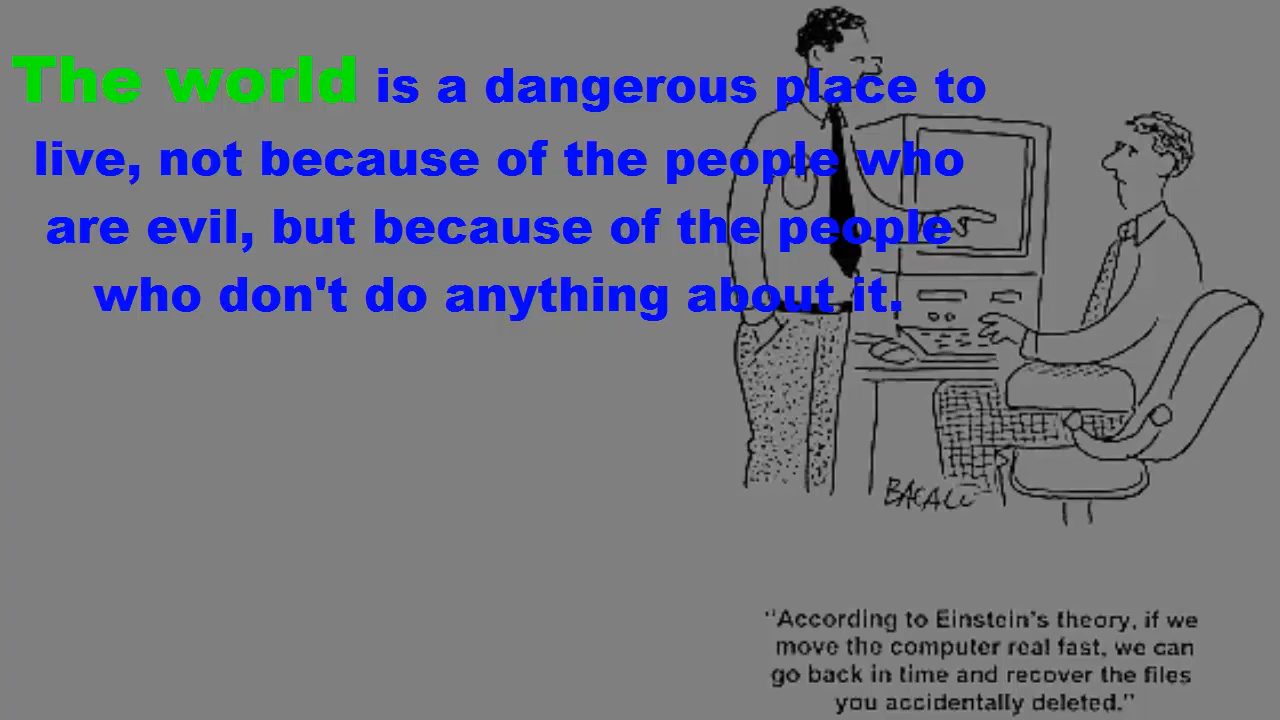 The world is a dangerous place to
live, not because of the people who
are evil, but because of the people
who don't do anything about it.
BACALL
"According to Einstein's theory, if we
move the computer real fast, we can
go back in time and recover the files
you accidentally deleted."